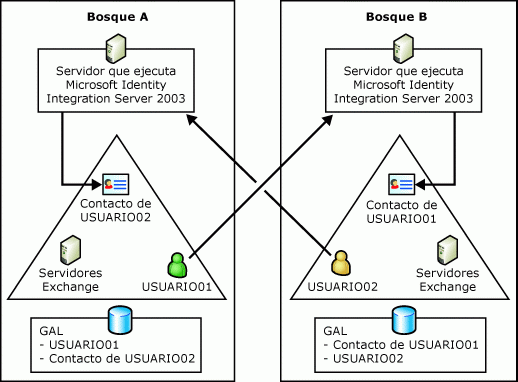 Bosque A
Servidor que ejecuta
Microsoft Identity
Integration Server 2003
Contacto de
USUARIO02
Servidores
Exchange
USUARIO01
GAL
- USUARIO01
- Contacto de USUARIO02
Bosque B
Servidor que ejecuta
Microsoft Identity
Integration Server 2003
Contacto de
USUARIO01
USUARIO02
Servidores
Exchange
GAL
- Contacto de USUARIO01
- USUARIO02